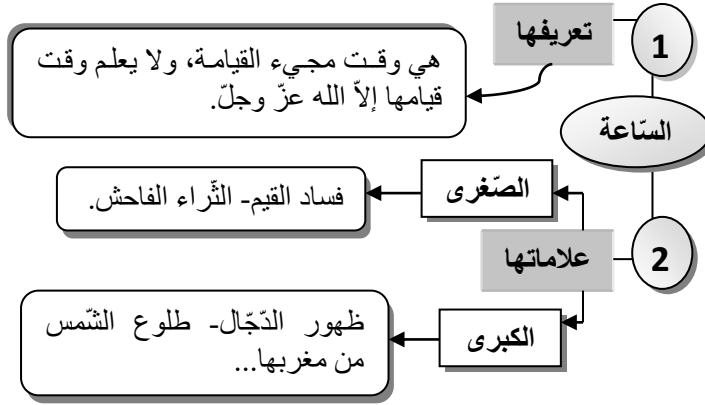 1
تعريفها
هي وقت مجيء القيامة، ولا يعلم وقت
قيامها إلاّ الله عزّ وجلّ.
السّاعة
2
علاماتها
الصّغرى
فساد القيم- الثّراء الفاحش.
الكبرى
ظهور الدّجّال- طلوع الشّمس
من مغربها...